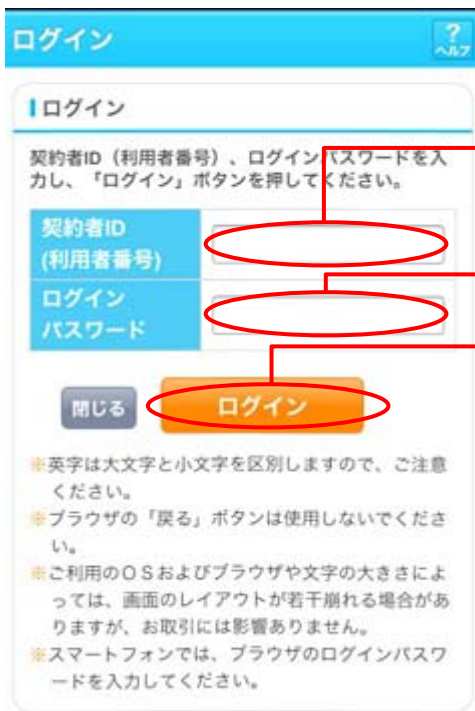 ログイン
?
ヘルプ
ログイン
契約者ID（利用者番号）、ログインパスワードを入
力し、「ログイン」ボタンを押してください。
契約者ID
(利用者番号)
ログイン
パスワード
閉じる
ログイン
※英字は大文字と小文字を区別しますので、ご注意
ください。
※ブラウザの「戻る」ボタンは使用しないでくださ
い。
※ご利用のＯＳおよびブラウザや文字の大きさによ
っては、画面のレイアウトが若干崩れる場合があ
りますが、お取引には影響ありません。
※スマートフォンでは、ブラウザのログインパスワ
ードを入力してください。